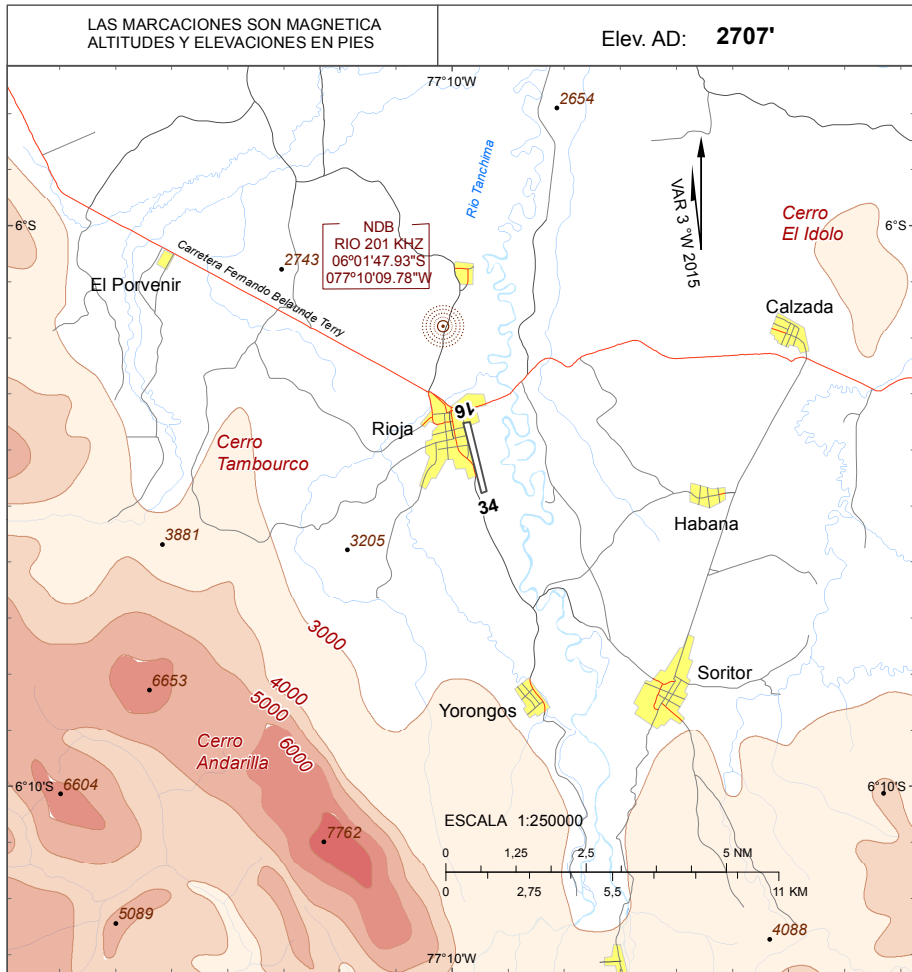 LAS MARCACIONES SON MAGNETICA
ALTITUDES Y ELEVACIONES EN PIES
Elev. AD: 2707'
77°10'W
2654
Rio Tanchima
VAR 3 °W 2015
6°S
Cerro
El Idolo
6°S
NDB
RIO 201 KHZ
06º01'47.93"S
077º10'09.78"W
2743
El Porvenir
Carretera Fernando Belaunde Terry
Calzada
16
Rioja
Cerro
Tambourco
34
Habana
3881
3205
3000
4000
5000
6000
6653
Soritor
Yorongos
Cerro
Andarilla
6604
6°10'S
6°10'S
ESCALA 1:250000
7762
0 1,25 2,5 5 NM
0 2,75 5,5 11 KM
5089
4088
77°10'W